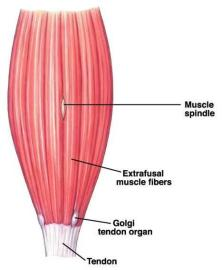 Muscle
spindle
Extrafusal
muscle fibers
Golgi
tendon organ
Tendon